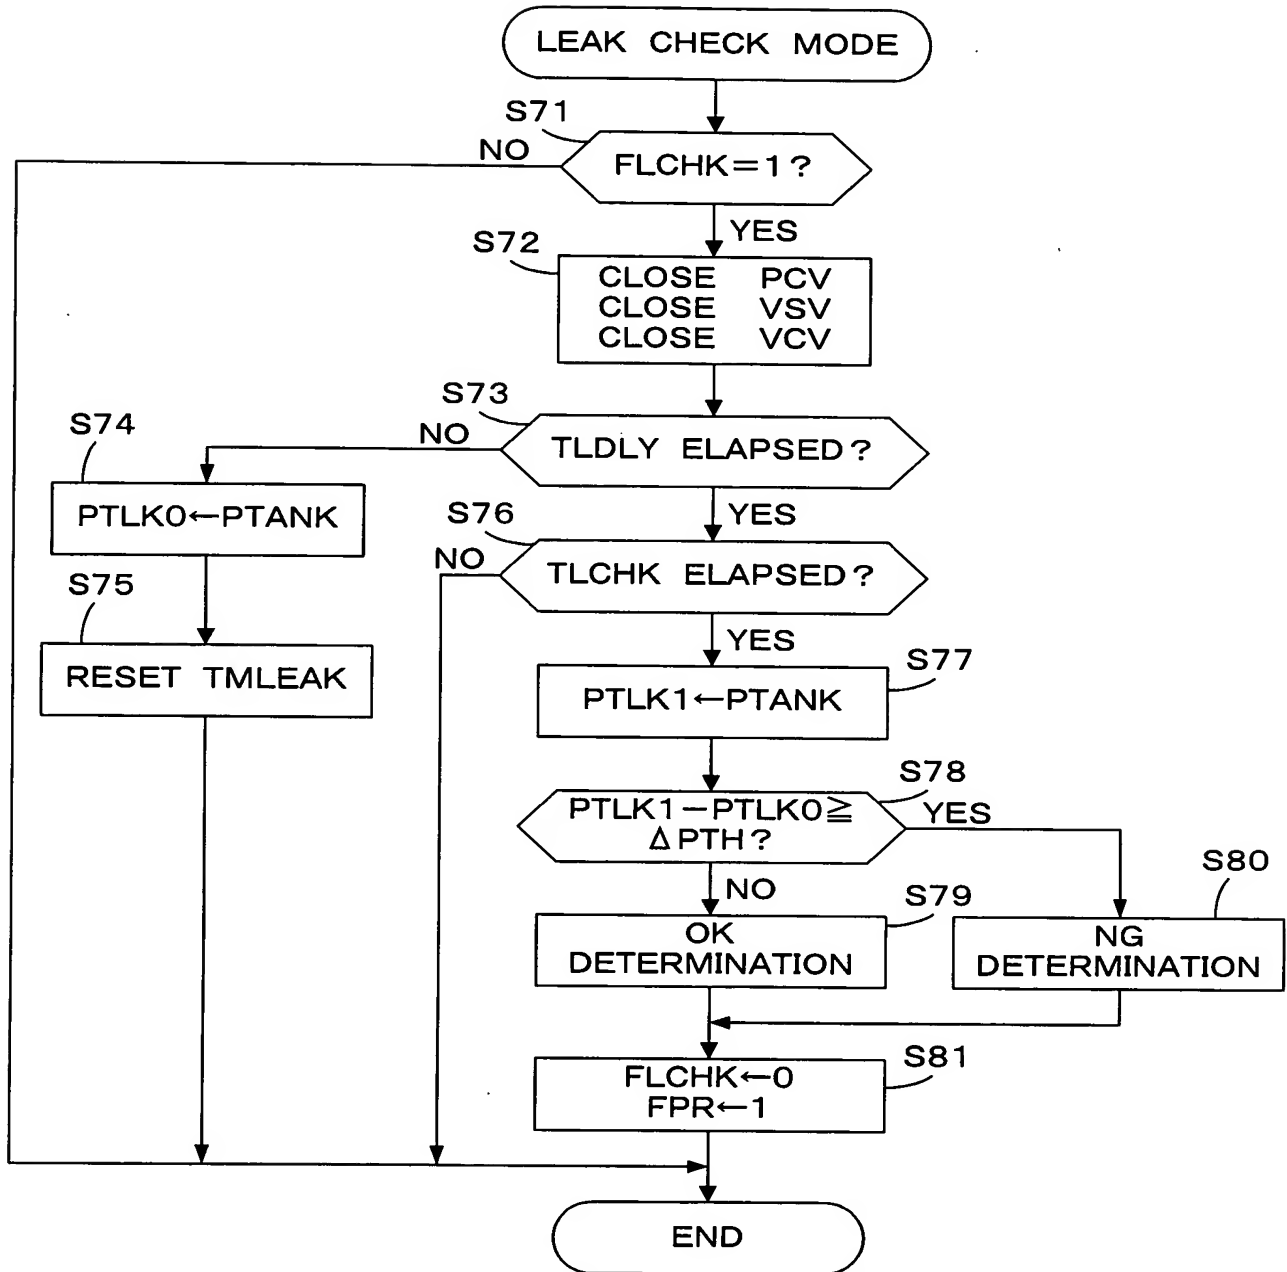 LEAK CHECK MODE
S71
NO
FLCHK=1?
YES
S72
CLOSE PCV
CLOSE VSV
CLOSE VCV
S73
NO
TLDLY ELAPSED?
S74
PTLK0←PTANK
YES
S76
NO
TLCHK ELAPSED?
S75
RESET TMLEAK
YES
S77
PTLK1←PTANK
S78
PTLK1−PTLK0≧
ΔPTH?
YES
NO
S79
OK
DETERMINATION
S80
NG
DETERMINATION
S81
FLCHK←0
FPR←1
END